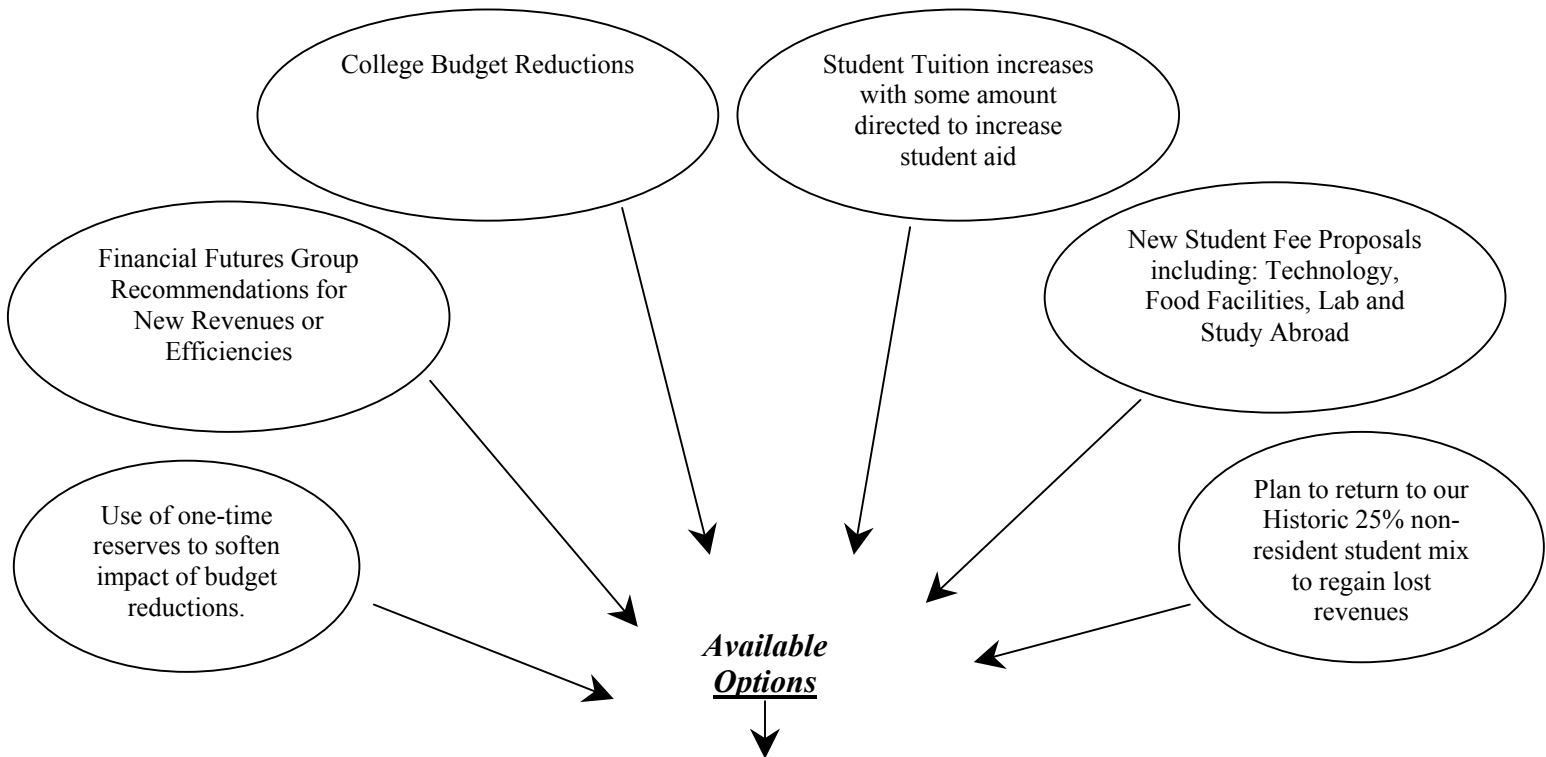 College Budget Reductions
Student Tuition increases
with some amount
directed to increase
student aid
Financial Futures Group
Recommendations for
New Revenues or
Efficiencies
New Student Fee Proposals
including: Technology,
Food Facilities, Lab and
Study Abroad
Use of one-time
reserves to soften
impact of budget
reductions.
Plan to return to our
Historic 25% non-
resident student mix
to regain lost
revenues
Available
Options